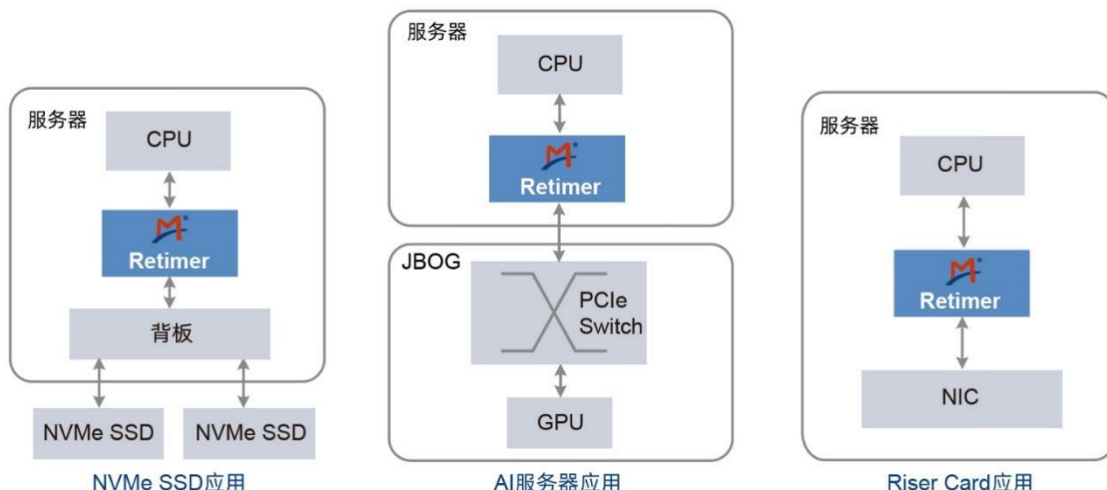 服务器
CPU
Retimer
背板
NVMe SSD
NVMe SSD
NVMe SSD应用
服务器
CPU
Retimer
JBOG
PCIe
Switch
GPU
AI服务器应用
服务器
CPU
Retimer
NIC
Riser Card应用